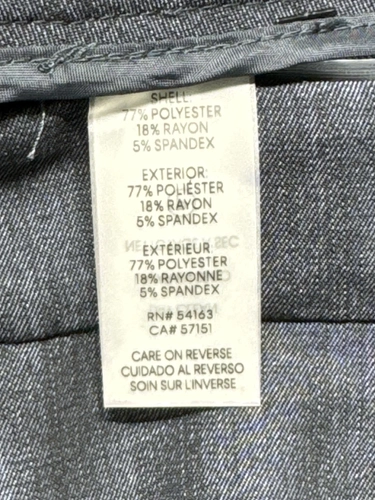 SHELL:
77% POLYESTER
18% RAYON
5% SPANDEX
EXTERIOR:
77% POLIÉSTER
18% RAYON
5% SPANDEX
EXTÉRIEUR:
77% POLYESTER
18% RAYONNE
5% SPANDEX
RN# 54163
CA# 57151
CARE ON REVERSE
CUIDADO AL REVERSO
SOIN SUR L'INVERSE